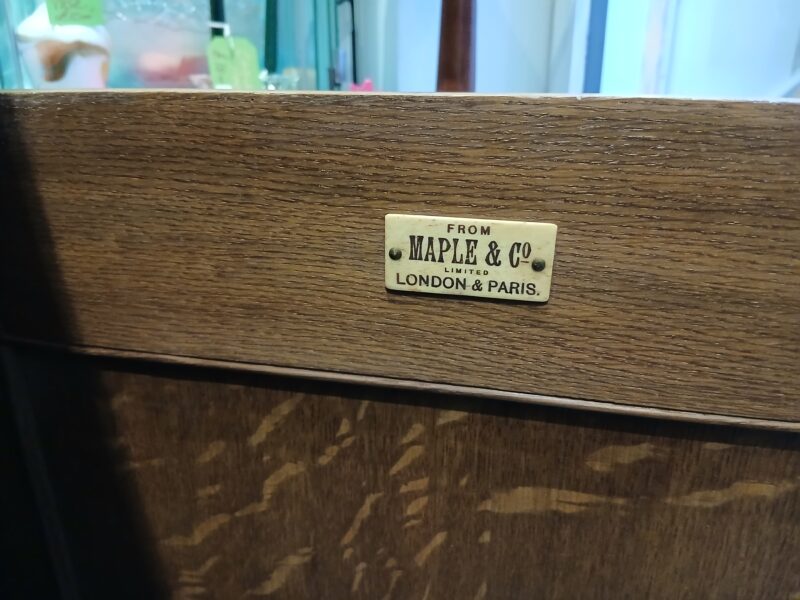 FROM
MAPLE & Co
LIMITED
LONDON & PARIS.